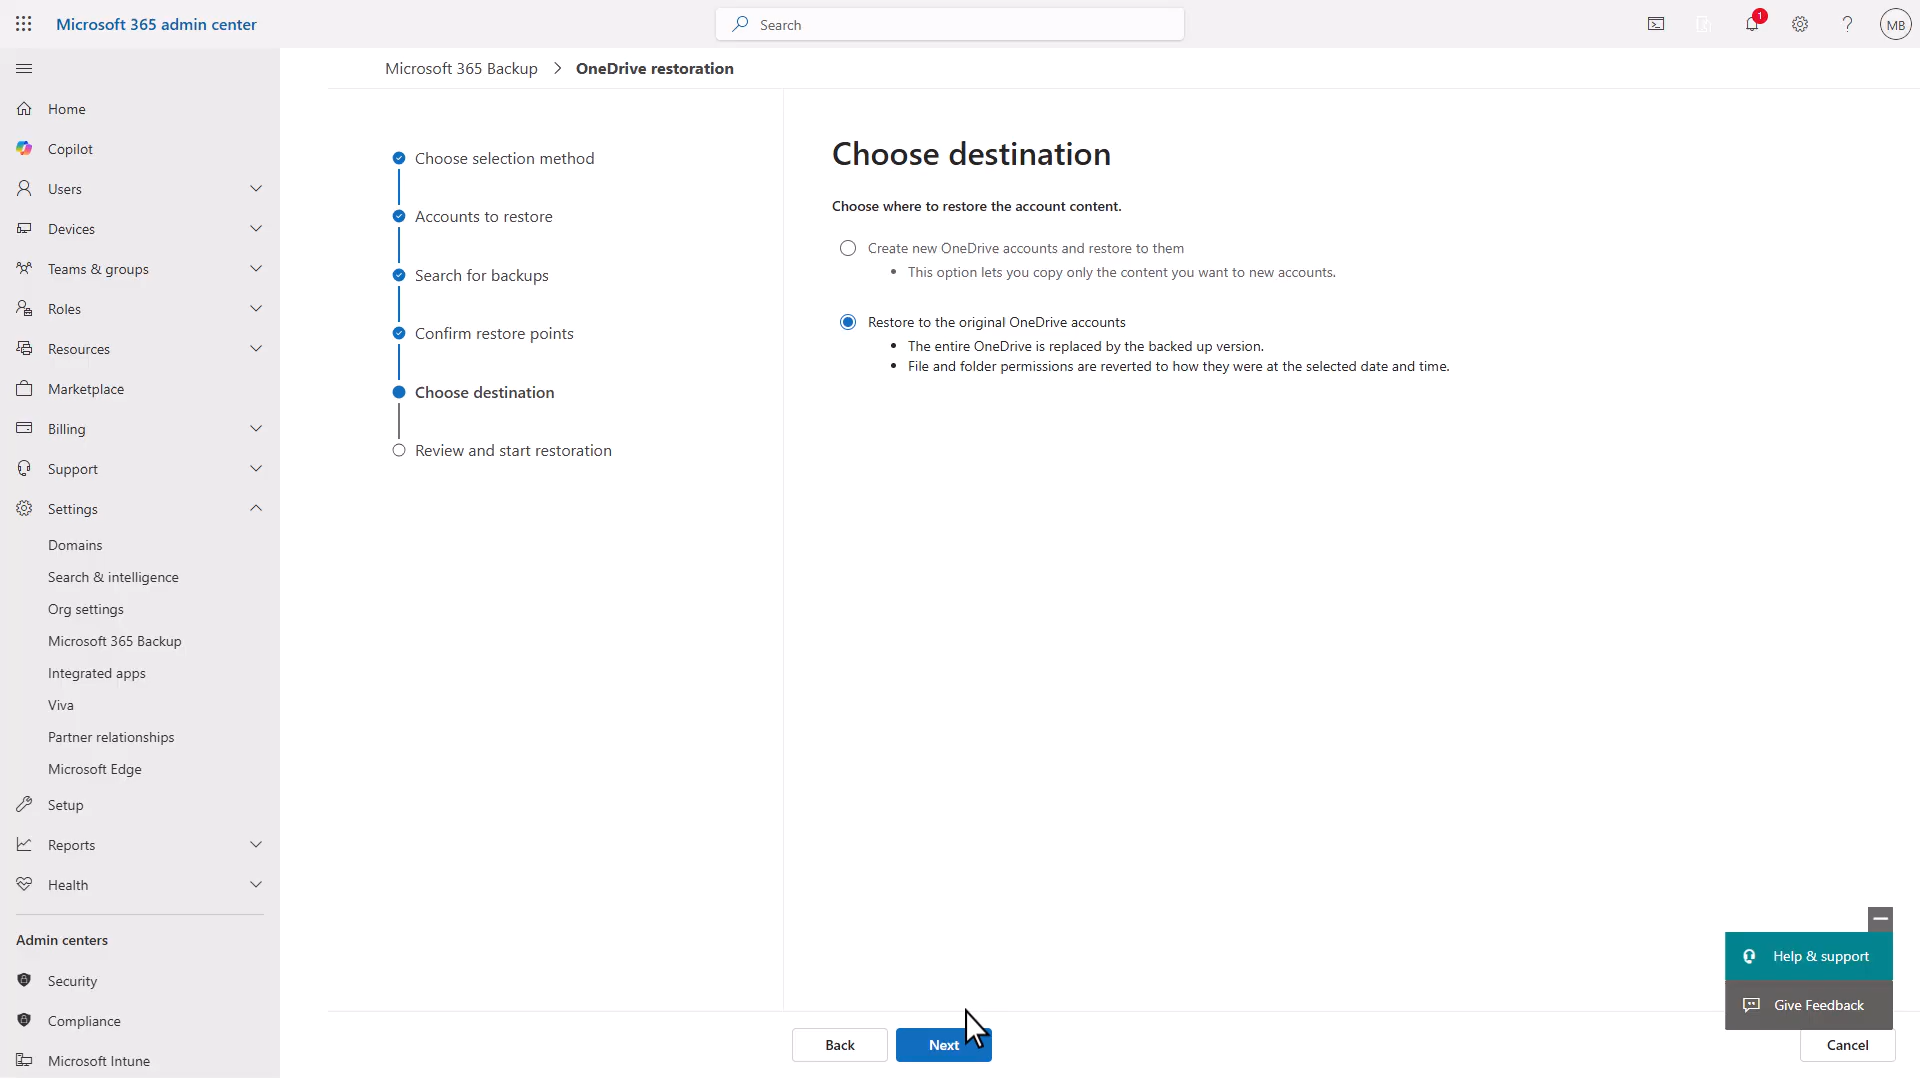 Microsoft 365 admin center
Search
1
MB
Microsoft 365 Backup > OneDrive restoration
Home
Copilot
Users
Devices
Teams & groups
Roles
Resources
Marketplace
Billing
Support
Settings
Domains
Search & intelligence
Org settings
Microsoft 365 Backup
Integrated apps
Viva
Partner relationships
Microsoft Edge
Setup
Reports
Health
Admin centers
Security
Compliance
Microsoft Intune
Choose selection method
Accounts to restore
Search for backups
Confirm restore points
Choose destination
Review and start restoration
Choose destination
Choose where to restore the account content.
Create new OneDrive accounts and restore to them
• This option lets you copy only the content you want to new accounts.
Restore to the original OneDrive accounts
• The entire OneDrive is replaced by the backed up version.
• File and folder permissions are reverted to how they were at the selected date and time.
Help & support
Give Feedback
Back
Next
Cancel